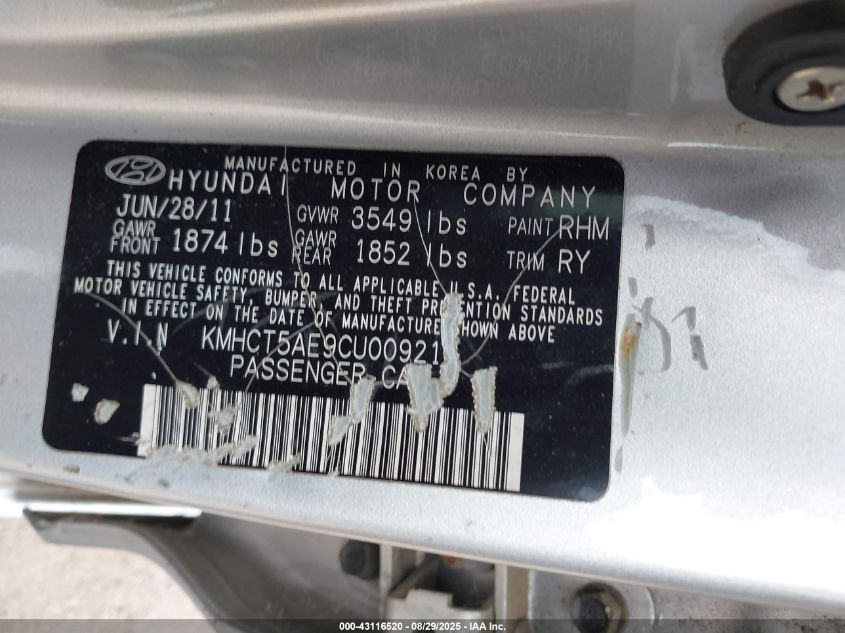 MANUFACTURED IN KOREA BY
HYUNDAI MOTOR COMPANY
JUN/28/11 GVWR 3549 lbs PAINT RHM
GAWR FRONT 1874 lbs GAWR REAR 1852 lbs TRIM RY
THIS VEHICLE CONFORMS TO ALL APPLICABLE U.S.A. FEDERAL
MOTOR VEHICLE SAFETY, BUMPER, AND THEFT PREVENTION STANDARDS
IN EFFECT ON THE DATE OF MANUFACTURE SHOWN ABOVE
V.I.N KMHCT5AE9CU00921
PASSENGER
000-43116520 - 08/29/2025 - IAA Inc.